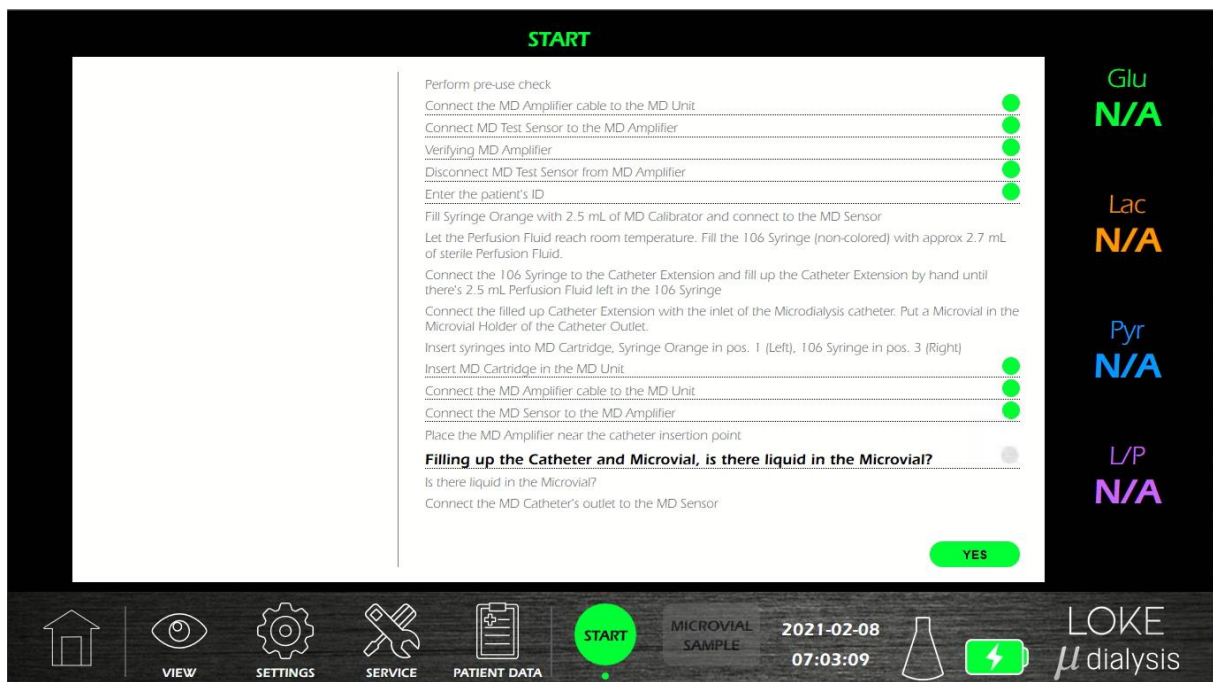 START
Perform pre-use check
Connect the MD Amplifier cable to the MD Unit
Connect MD Test Sensor to the MD Amplifier
Verifying MD Amplifier
Disconnect MD Test Sensor from MD Amplifier
Enter the patient's ID
Fill Syringe Orange with 2.5 mL of MD Calibrator and connect to the MD Sensor
Let the Perfusion Fluid reach room temperature. Fill the 106 Syringe (non-colored) with approx 2.7 mL
of sterile Perfusion Fluid.
Connect the 106 Syringe to the Catheter Extension and fill up the Catheter Extension by hand until
there's 2.5 mL Perfusion Fluid left in the 106 Syringe
Connect the filled up Catheter Extension with the inlet of the Microdialysis catheter. Put a Microvial in the
Microvial Holder of the Catheter Outlet.
Insert syringes into MD Cartridge, Syringe Orange in pos. 1 (Left), 106 Syringe in pos. 3 (Right)
Insert MD Cartridge in the MD Unit
Connect the MD Amplifier cable to the MD Unit
Connect the MD Sensor to the MD Amplifier
Place the MD Amplifier near the catheter insertion point
Filling up the Catheter and Microvial, is there liquid in the Microvial?
Is there liquid in the Microvial?
Connect the MD Catheter's outlet to the MD Sensor
YES
Glu
N/A
Lac
N/A
Pyr
N/A
L/P
N/A
VIEW
SETTINGS
SERVICE
PATIENT DATA
START
MICROVIAL
SAMPLE
2021-02-08
07:03:09
LOKE
μ dialysis